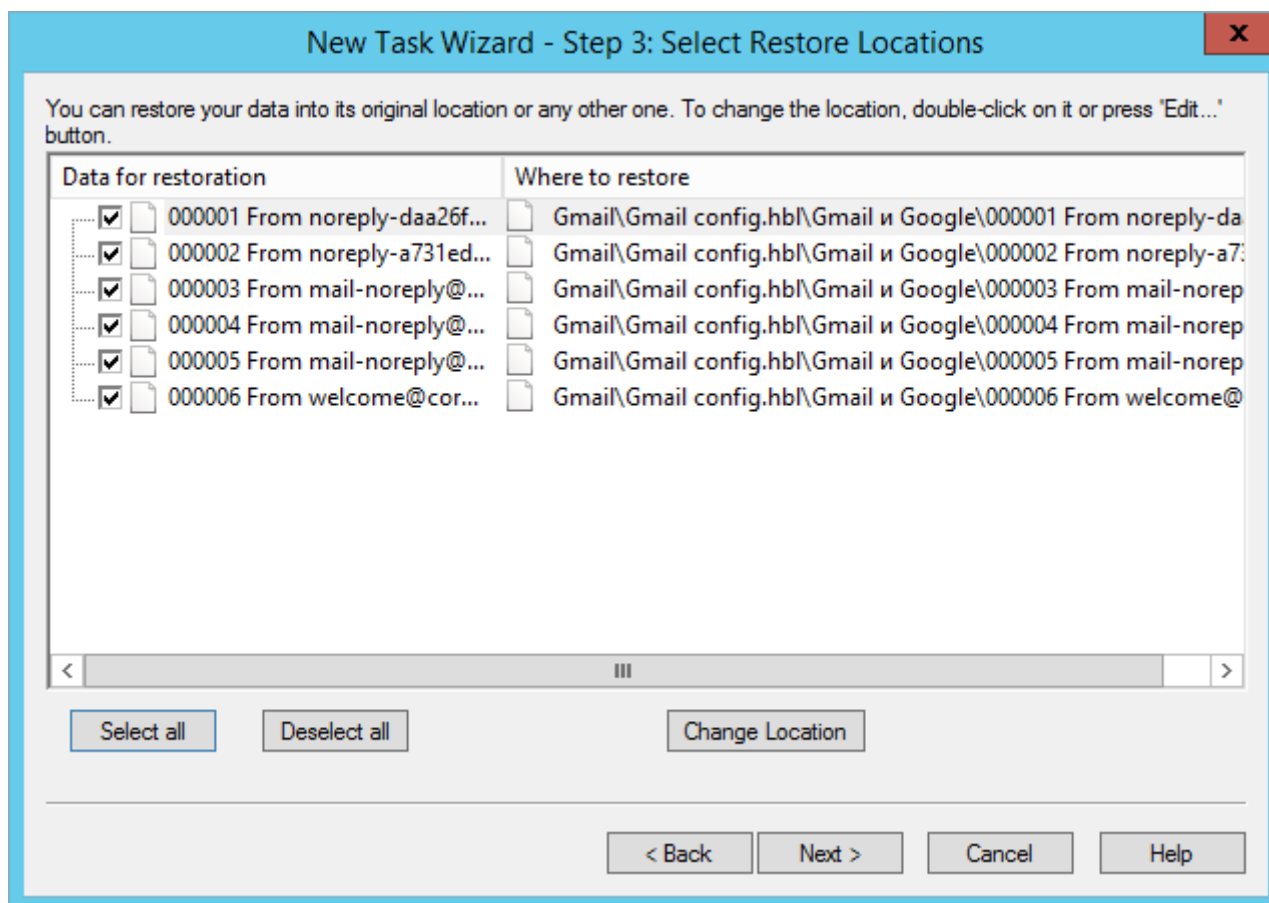 New Task Wizard - Step 3: Select Restore Locations
x
You can restore your data into its original location or any other one. To change the location, double-click on it or press 'Edit...'
button.
Data for restoration Where to restore
000001 From noreply-daa26f... Gmail\Gmail config.hbl\Gmail и Google\000001 From noreply-da
000002 From noreply-a731ed... Gmail\Gmail config.hbl\Gmail и Google\000002 From noreply-a7
000003 From mail-noreply@... Gmail\Gmail config.hbl\Gmail и Google\000003 From mail-norep
000004 From mail-noreply@... Gmail\Gmail config.hbl\Gmail и Google\000004 From mail-norep
000005 From mail-noreply@... Gmail\Gmail config.hbl\Gmail и Google\000005 From mail-norep
000006 From welcome@cor... Gmail\Gmail config.hbl\Gmail и Google\000006 From welcome@
Select all Deselect all Change Location
< Back Next > Cancel Help